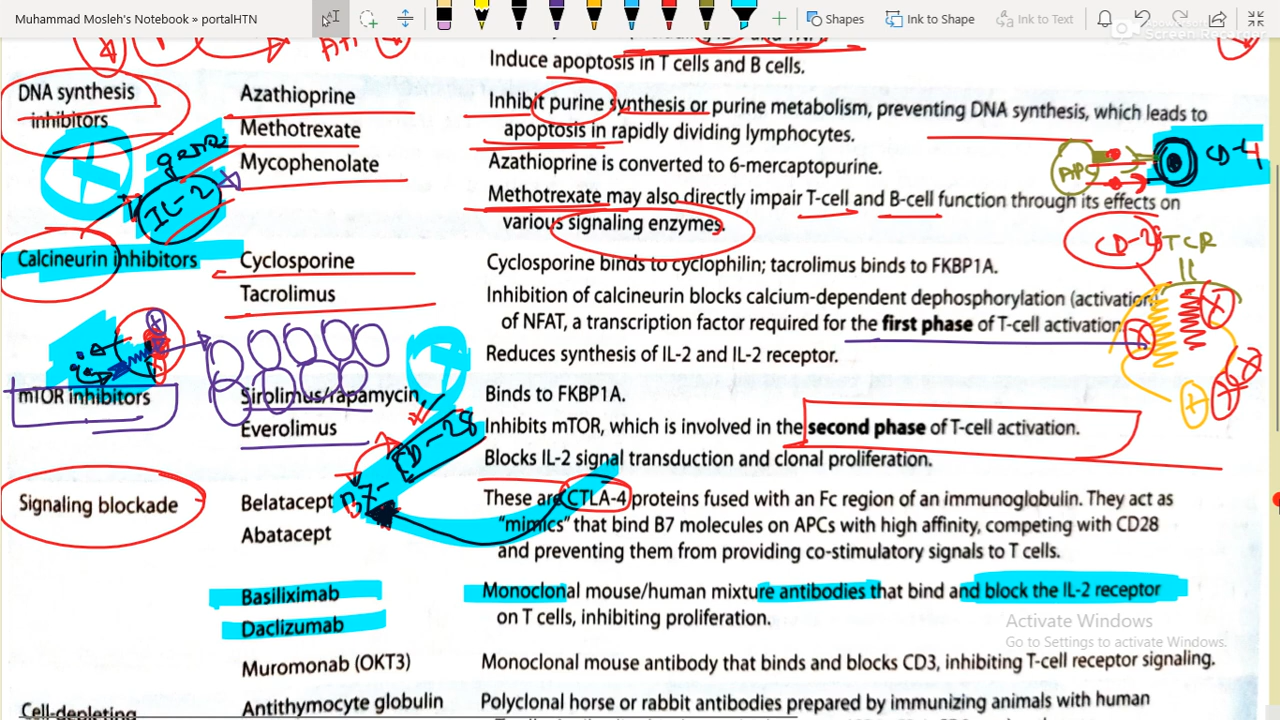 Muhammad Mosleh's Notebook » portalHTN
Shapes
Ink to Shape
Ink to Text
Screen Recorder
and TNF
Induce apoptosis in T cells and B cells.
DNA synthesis
inhibitors
Azathioprine
Inhibit purine synthesis or purine metabolism, preventing DNA synthesis, which leads to
apoptosis in rapidly dividing lymphocytes.
Methotrexate
gene
Mycophenolate
Azathioprine is converted to 6-mercaptopurine.
APC
CD-4
Methotrexate may also directly impair T-cell and B-cell function through its effects on
various signaling enzymes.
IL-2
CD-28
TCR
Calcineurin inhibitors
Cyclosporine
Cyclosporine binds to cyclophilin; tacrolimus binds to FKBP1A.
Tacrolimus
Inhibition of calcineurin blocks calcium-dependent dephosphorylation (activation)
of NFAT, a transcription factor required for the first phase of T-cell activation.
Reduces synthesis of IL-2 and IL-2 receptor.
mTOR inhibitors
Sirolimus/rapamycin
Binds to FKBP1A.
Everolimus
Inhibits mTOR, which is involved in the second phase of T-cell activation.
Blocks IL-2 signal transduction and clonal proliferation.
B7- CD-28
Signaling blockade
Belatacept
These are CTLA-4 proteins fused with an Fc region of an immunoglobulin. They act as
Abatacept
"mimics" that bind B7 molecules on APCs with high affinity, competing with CD28
and preventing them from providing co-stimulatory signals to T cells.
Basiliximab
Monoclonal mouse/human mixture antibodies that bind and block the IL-2 receptor
Daclizumab
on T cells, inhibiting proliferation.
Activate Windows
Go to Settings to activate Windows.
Muromonab (OKT3)
Monoclonal mouse antibody that binds and blocks CD3, inhibiting T-cell receptor signaling.
Cell-depleting
Antithymocyte globulin
Polyclonal horse or rabbit antibodies prepared by immunizing animals with human